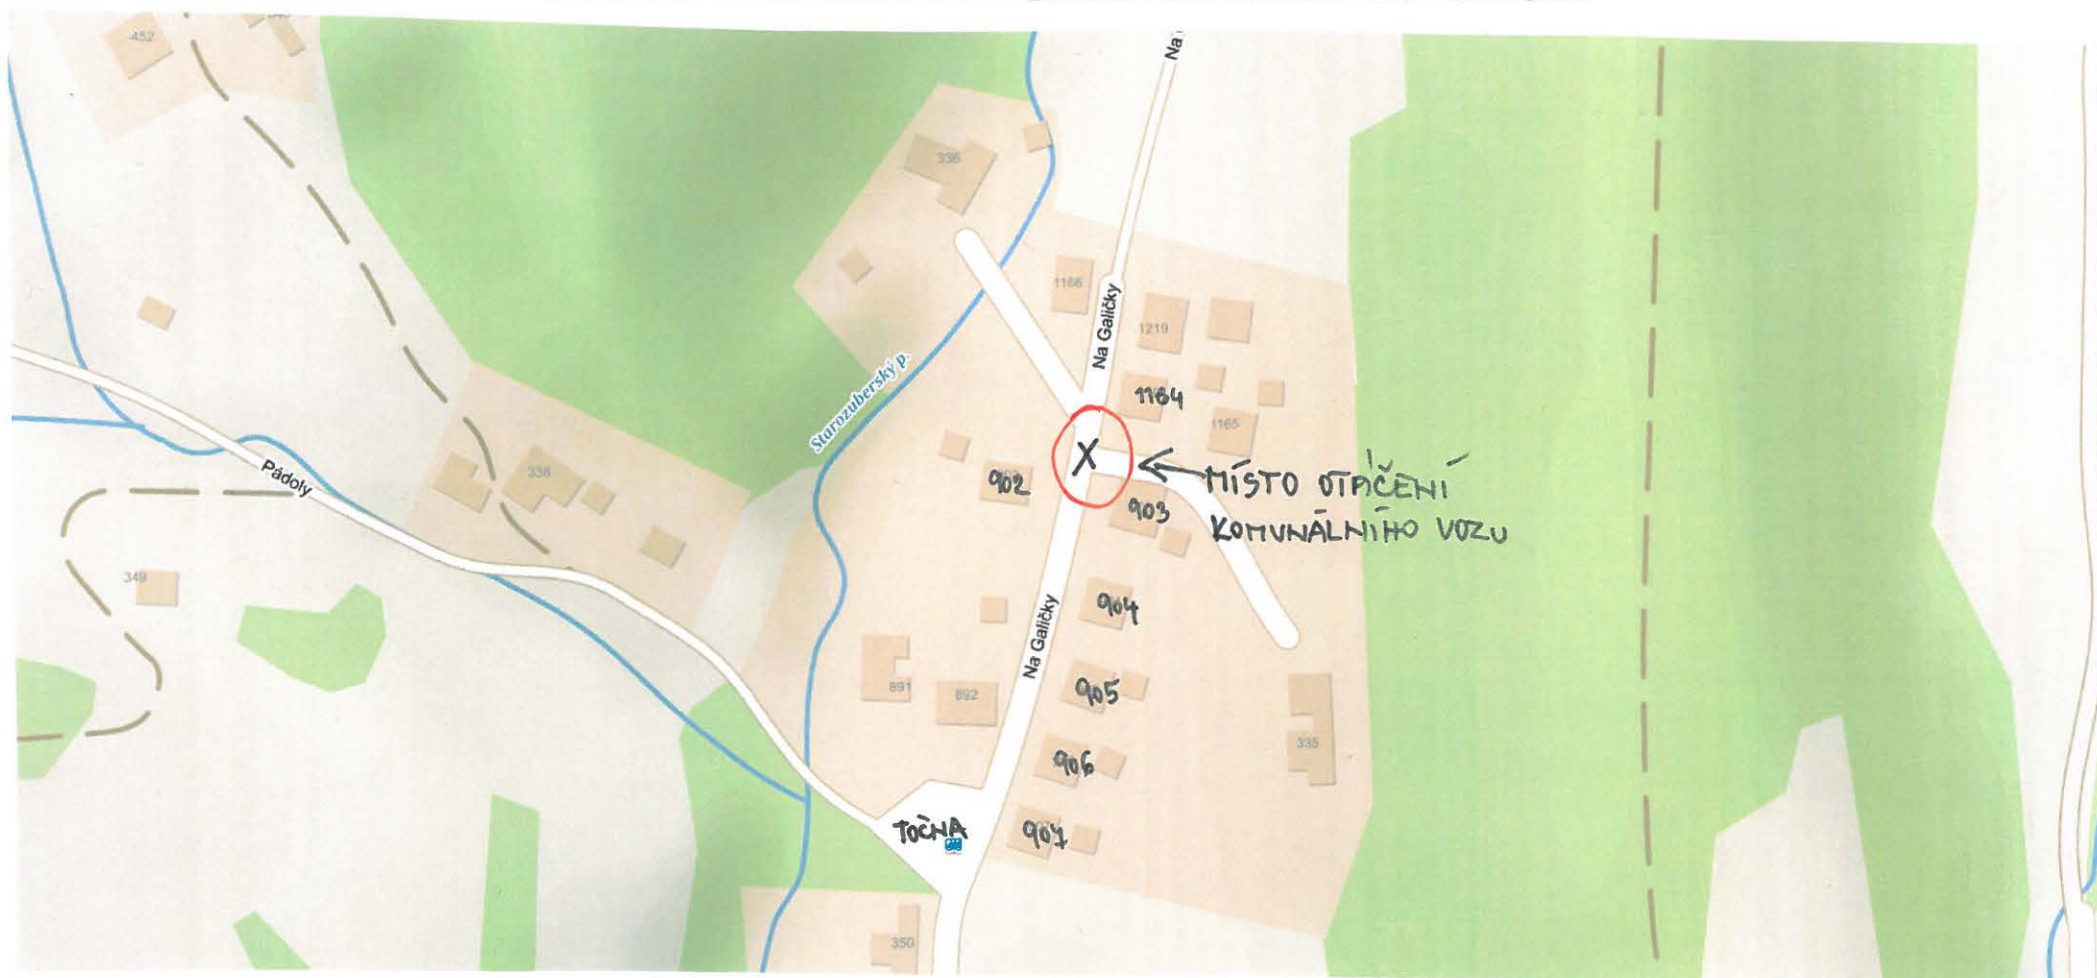 452
Na
336
1166
Na Galičky
1219
Starozuberský p.
1164
1165
Pádoly
338
902
903
MÍSTO OTÁČENÍ
KOMUNÁLNÍHO VOZU
349
904
Na Galičky
905
891
892
906
335
TOČNA
907
350